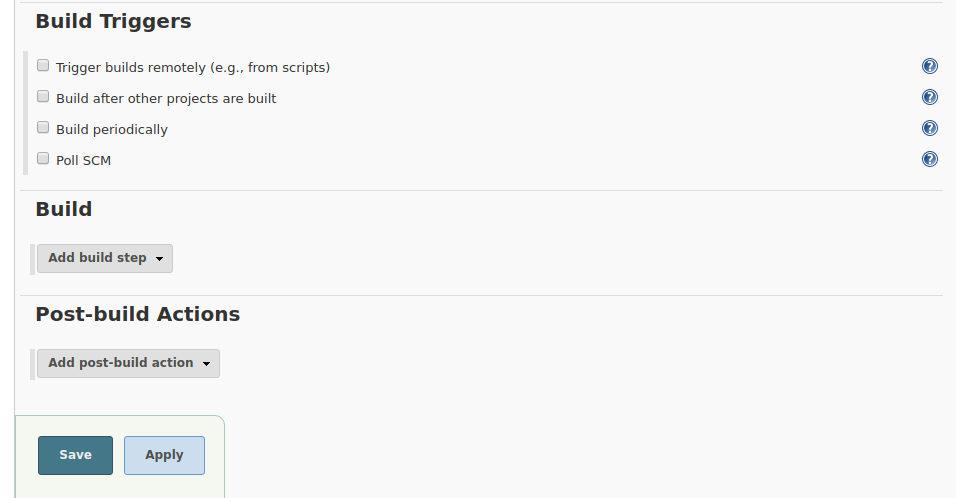 Build Triggers
Trigger builds remotely (e.g., from scripts)
?
Build after other projects are built
?
Build periodically
?
Poll SCM
?
Build
Add build step
Post-build Actions
Add post-build action
Save Apply